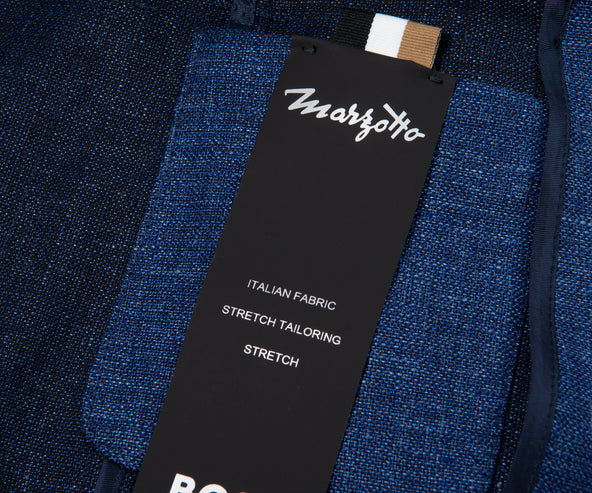 Marzotto
ITALIAN FABRIC
STRETCH TAILORING
STRETCH